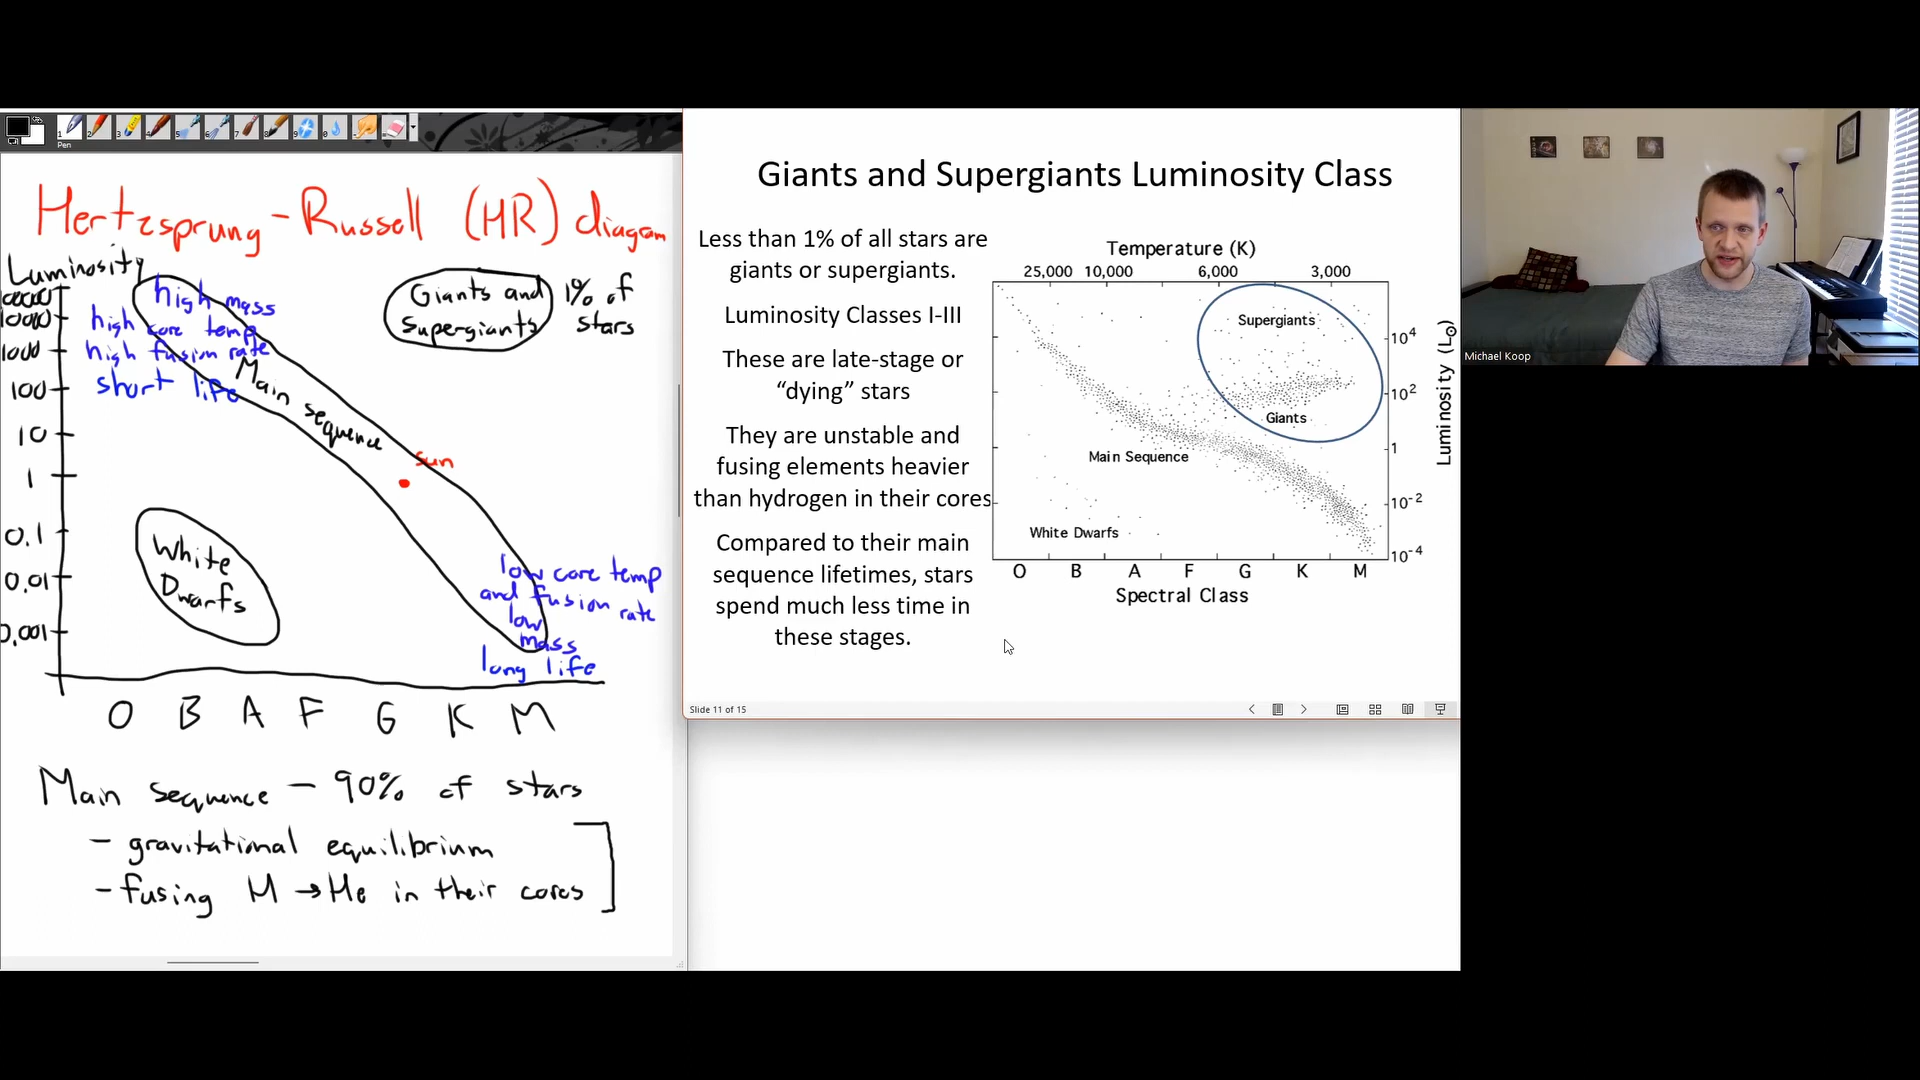 Pen
Hertzsprung - Russell (HR) diagram
Luminosity
10000
1000
100
10
1
0.1
0.01
0.001
high mass
high core temp
high fusion rate
short life
Main sequence
Giants and
Supergiants
1% of
stars
sun
White
Dwarfs
low core temp
and fusion rate
low
mass
long life
O B A F G K M
Main sequence - 90% of stars
- gravitational equilibrium
- fusing H → He in their cores
Giants and Supergiants Luminosity Class
Less than 1% of all stars are
giants or supergiants.
Luminosity Classes I-III
These are late-stage or
“dying” stars
They are unstable and
fusing elements heavier
than hydrogen in their cores
Compared to their main
sequence lifetimes, stars
spend much less time in
these stages.
Temperature (K)
25,000 10,000 6,000 3,000
Supergiants
Giants
Main Sequence
White Dwarfs
10⁴
10²
1
10⁻²
10⁻⁴
Luminosity (L⊙)
O B A F G K M
Spectral Class
Slide 11 of 15
Michael Koop